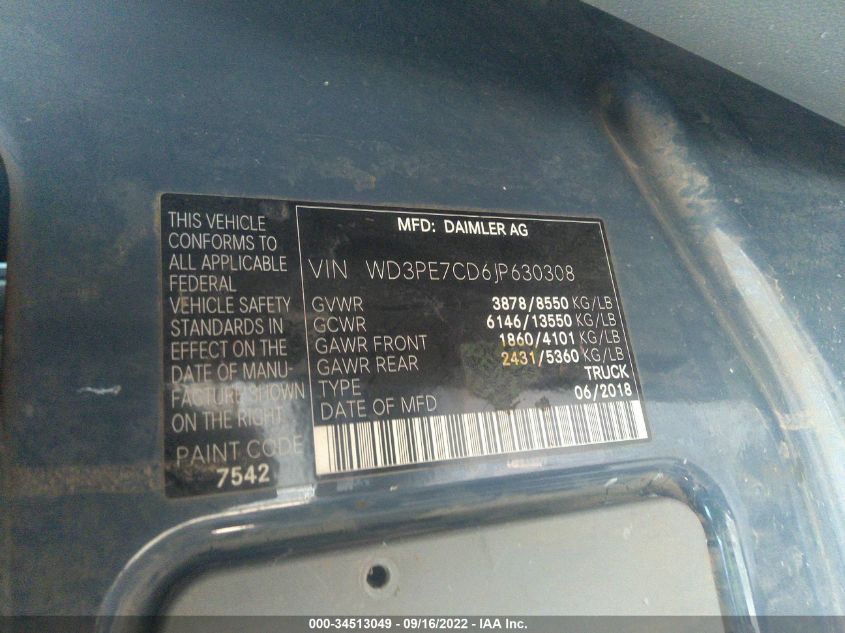 THIS VEHICLE
CONFORMS TO
ALL APPLICABLE
FEDERAL
VEHICLE SAFETY
STANDARDS IN
EFFECT ON THE
DATE OF MANU-
FACTURE SHOWN
ON THE RIGHT.
PAINT CODE
7542
MFD: DAIMLER AG
VIN WD3PE7CD6JP630308
GVWR 3878/8550 KG/LB
GCWR 6146/13550 KG/LB
GAWR FRONT 1860/4101 KG/LB
GAWR REAR 2431/5360 KG/LB
TYPE TRUCK
DATE OF MFD 06/2018
000-34513049 - 09/16/2022 - IAA Inc.